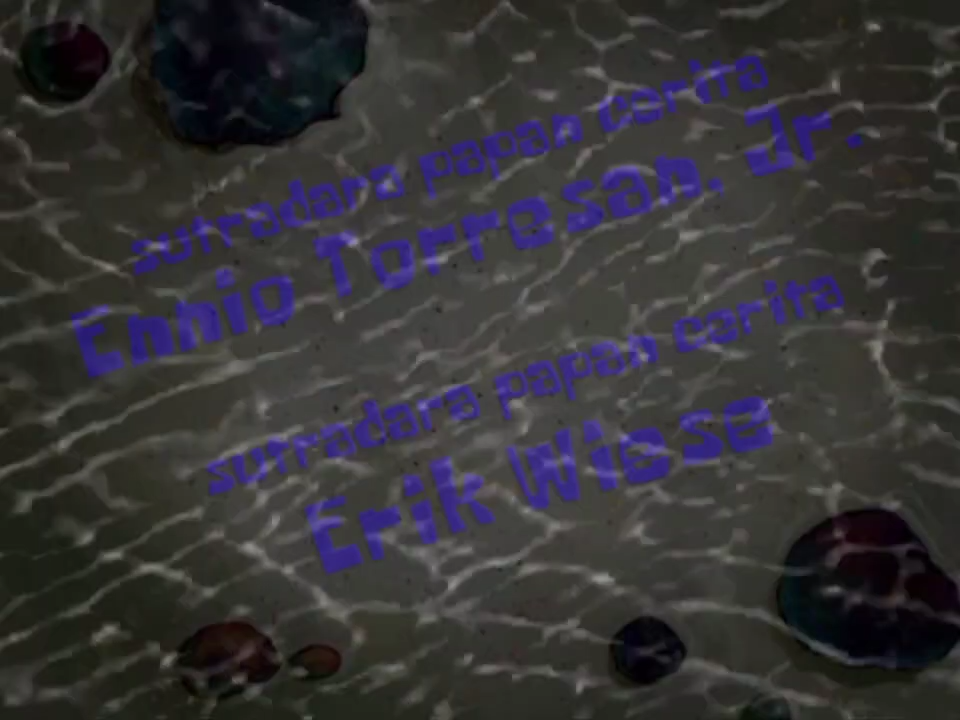 sutradara papan cerita
Ennio Torresan, Jr.
sutradara papan cerita
Erik Wiese